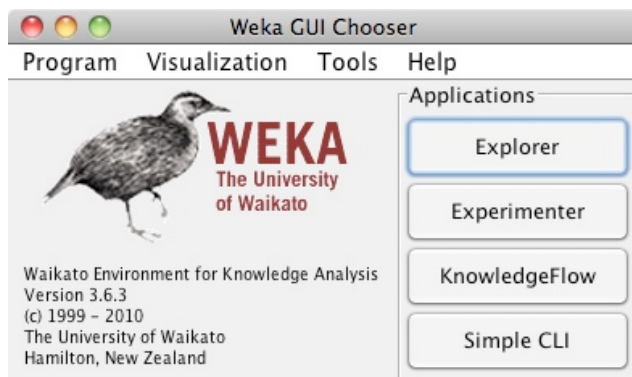 Weka GUI Chooser
Program Visualization Tools Help
WEKA
The University
of Waikato
Waikato Environment for Knowledge Analysis
Version 3.6.3
(c) 1999 - 2010
The University of Waikato
Hamilton, New Zealand
Applications
Explorer
Experimenter
KnowledgeFlow
Simple CLI